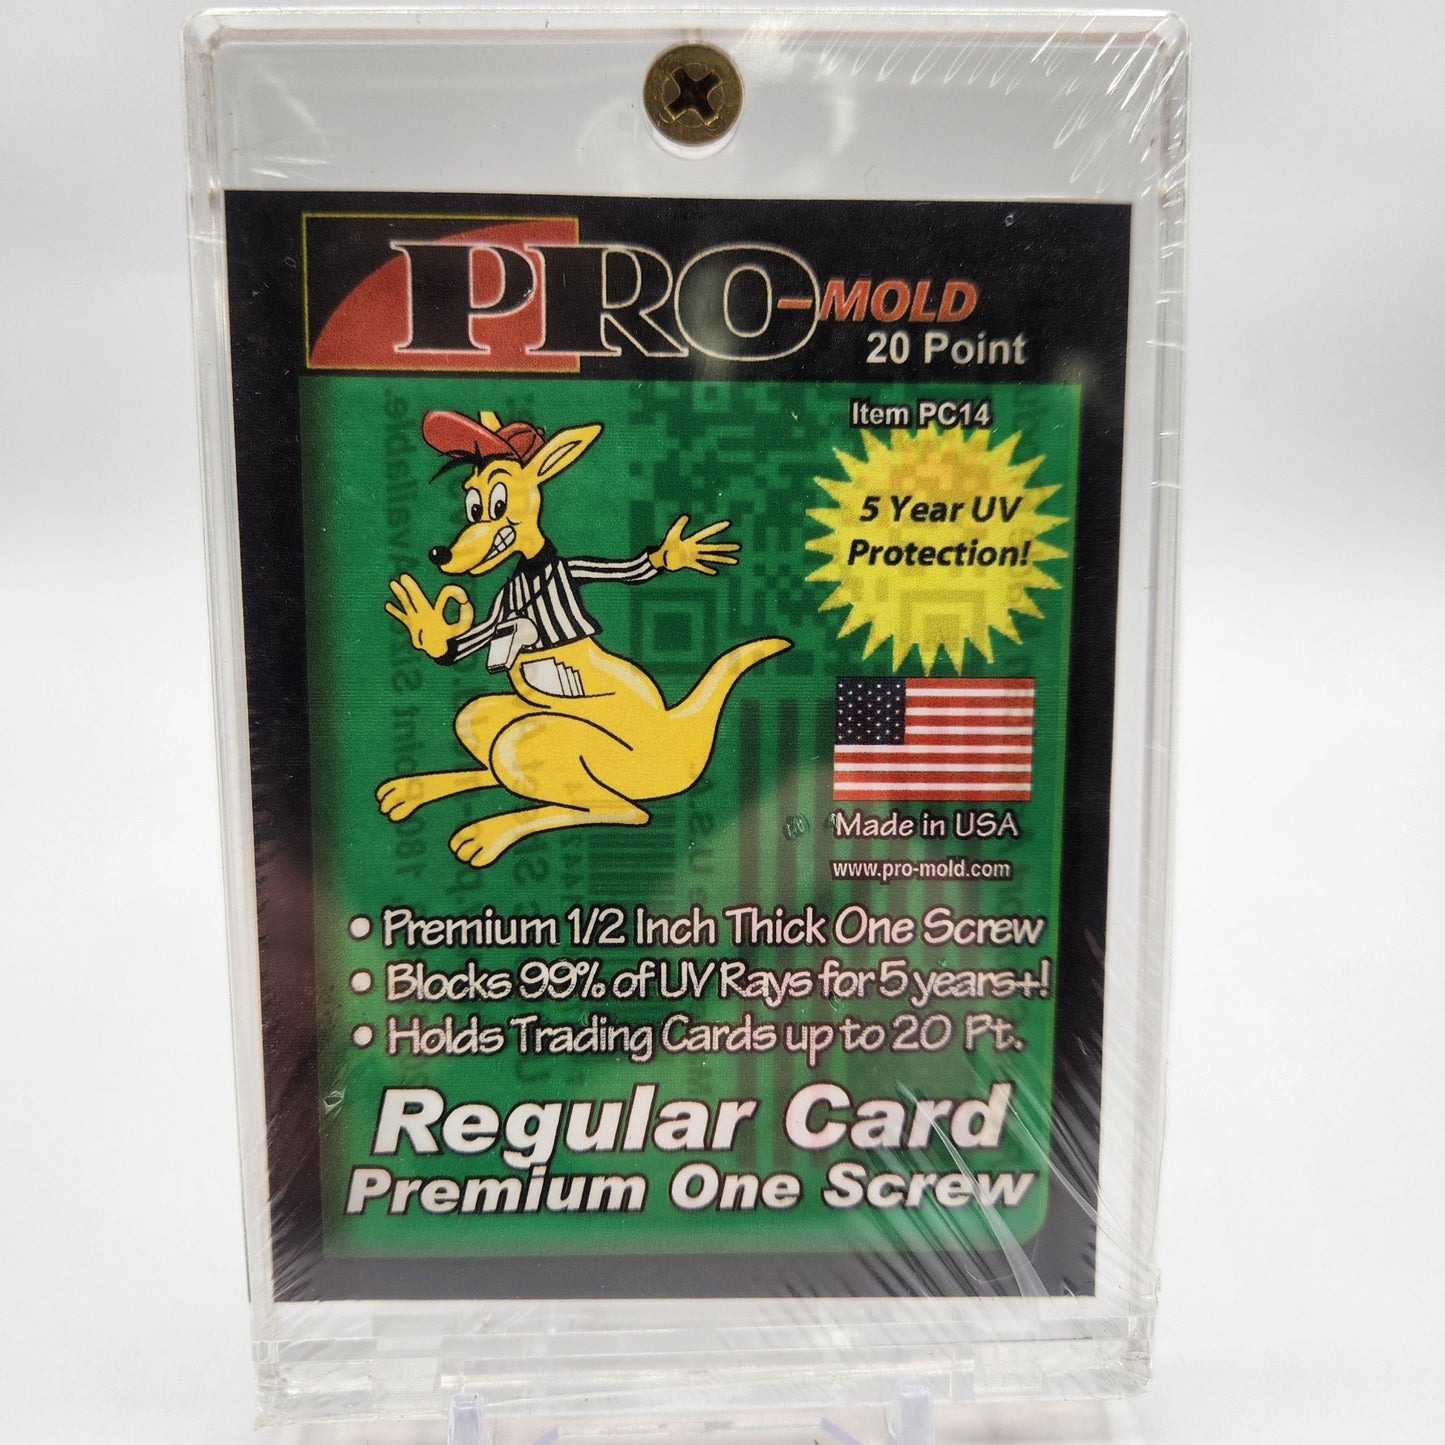 PRO-MOLD
20 Point
Item PC14
5 Year UV
Protection!
Made in USA
www.pro-mold.com
• Premium 1/2 Inch Thick One Screw
• Blocks 99% of UV Rays for 5 years+!
• Holds Trading Cards up to 20 Pt.
Regular Card
Premium One Screw